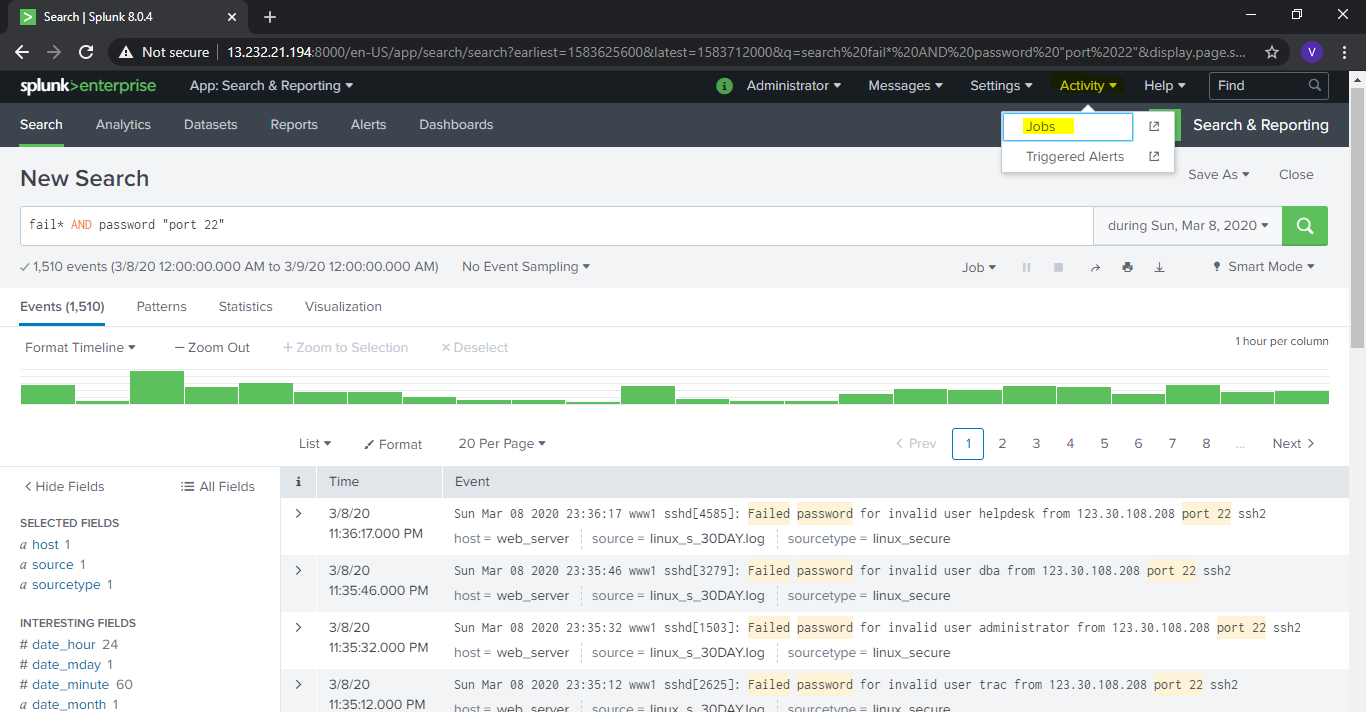 Search | Splunk 8.0.4
Not secure 13.232.21.194:8000/en-US/app/search/search?earliest=1583625600&latest=1583712000&q=search%20fail*%20AND%20password%20"port%2022"&display.page.s... V
splunk>enterprise App: Search & Reporting i Administrator Messages Settings Activity Help Find
Search Analytics Datasets Reports Alerts Dashboards Search & Reporting
Jobs
Triggered Alerts
New Search Save As Close
fail* AND password "port 22" during Sun, Mar 8, 2020
1,510 events (3/8/20 12:00:00.000 AM to 3/9/20 12:00:00.000 AM) No Event Sampling Job Smart Mode
Events (1,510) Patterns Statistics Visualization
Format Timeline — Zoom Out + Zoom to Selection × Deselect 1 hour per column
List Format 20 Per Page < Prev 1 2 3 4 5 6 7 8 ... Next >
< Hide Fields All Fields i Time Event
SELECTED FIELDS
a host 1
a source 1
a sourcetype 1
INTERESTING FIELDS
# date_hour 24
# date_mday 1
# date_minute 60
a date_month 1
> 3/8/20 11:36:17.000 PM Sun Mar 08 2020 23:36:17 www1 sshd[4585]: Failed password for invalid user helpdesk from 123.30.108.208 port 22 ssh2
host = web_server source = linux_s_30DAY.log sourcetype = linux_secure
> 3/8/20 11:35:46.000 PM Sun Mar 08 2020 23:35:46 www1 sshd[3279]: Failed password for invalid user dba from 123.30.108.208 port 22 ssh2
host = web_server source = linux_s_30DAY.log sourcetype = linux_secure
> 3/8/20 11:35:32.000 PM Sun Mar 08 2020 23:35:32 www1 sshd[1503]: Failed password for invalid user administrator from 123.30.108.208 port 22 ssh2
host = web_server source = linux_s_30DAY.log sourcetype = linux_secure
> 3/8/20 11:35:12.000 PM Sun Mar 08 2020 23:35:12 www1 sshd[2625]: Failed password for invalid user trac from 123.30.108.208 port 22 ssh2
host = web_server source = linux_s_30DAY.log sourcetype = linux_secure